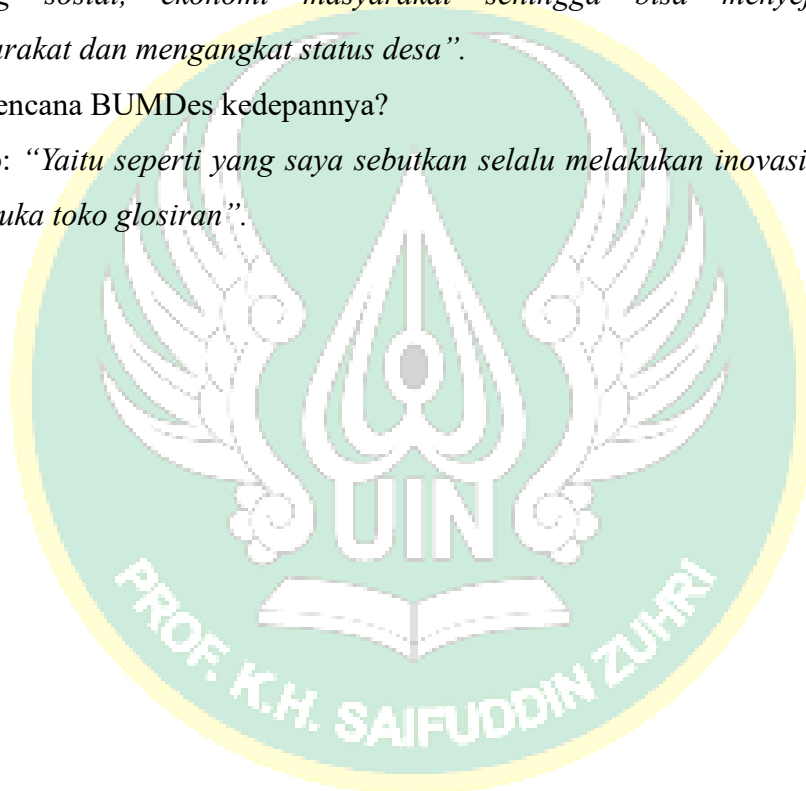 sosial, ekonomi masyarakat sehingga bisa
dan mengangkat status desa”.
BUMDes kedepannya?
“Yaitu seperti yang saya sebutkan selalu melakukan inovasi
toko glosiran”.
UIN
PROF. K.H. SAIFUDDIN ZUHRI